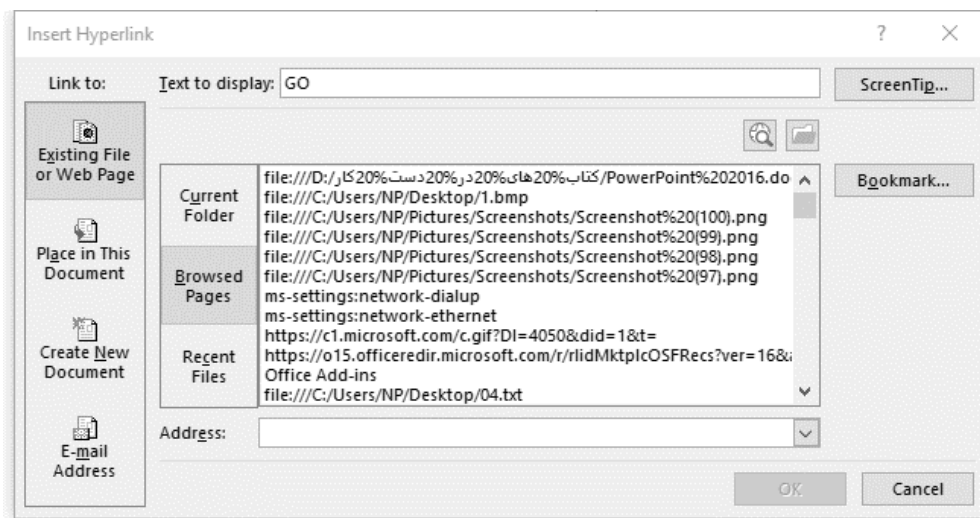 Insert Hyperlink
?
Link to:
Text to display: GO
ScreenTip...
Existing File
or Web Page
Place in This
Document
Create New
Document
E-mail
Address
Current
Folder
Browsed
Pages
Recent
Files
file:///D:/کتاب%20های%20در%20دست%20کار/PowerPoint%202016.do
file:///C:/Users/NP/Desktop/1.bmp
file:///C:/Users/NP/Pictures/Screenshots/Screenshot%20(100).png
file:///C:/Users/NP/Pictures/Screenshots/Screenshot%20(99).png
file:///C:/Users/NP/Pictures/Screenshots/Screenshot%20(98).png
file:///C:/Users/NP/Pictures/Screenshots/Screenshot%20(97).png
ms-settings:network-dialup
ms-settings:network-ethernet
https://c1.microsoft.com/c.gif?DI=4050&did=1&t=
https://o15.officeredir.microsoft.com/r/rlidMktplcOSFRecs?ver=16&
Office Add-ins
file:///C:/Users/NP/Desktop/04.txt
Bookmark...
Address:
OK
Cancel